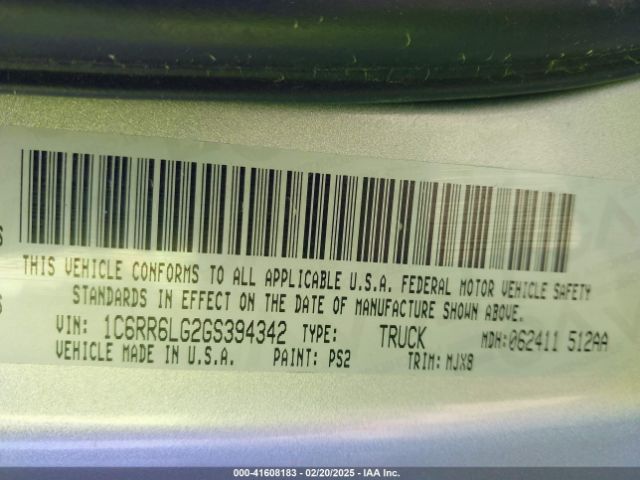 THIS VEHICLE CONFORMS TO ALL APPLICABLE U.S.A. FEDERAL MOTOR VEHICLE SAFETY
STANDARDS IN EFFECT ON THE DATE OF MANUFACTURE SHOWN ABOVE.
VIN: 1C6RR6LG2GS394342 TYPE: TRUCK MDH:062411 512AA
VEHICLE MADE IN U.S.A. PAINT: PS2 TRIM: MJX8
000-41608183 - 02/20/2025 - IAA Inc.